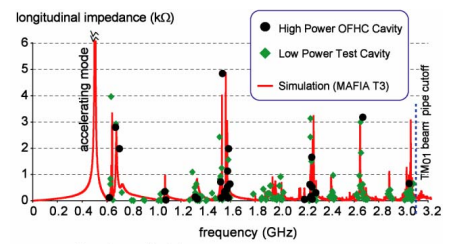 longitudinal impedance (kΩ)
High Power OFHC Cavity
Low Power Test Cavity
Simulation (MAFIA T3)
accelerating mode
TM01 beam pipe cutoff
6
5
4
3
2
1
0
0 0.2 0.4 0.6 0.8 1.0 1.2 1.4 1.6 1.8 2.0 2.2 2.4 2.6 2.8 3.0 3.2
frequency (GHz)